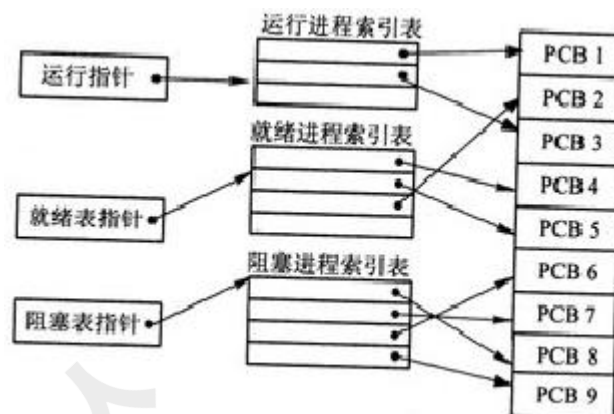 运行进程索引表
运行指针
就绪进程索引表
就绪表指针
阻塞进程索引表
阻塞表指针
PCB 1
PCB 2
PCB 3
PCB 4
PCB 5
PCB 6
PCB 7
PCB 8
PCB 9